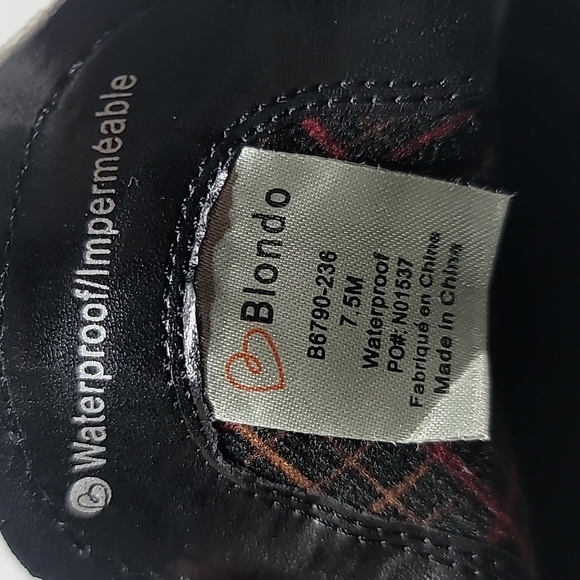 Waterproof/Imperméable
Blondo
B6790-236
7.5M
Waterproof
PO#: N01537
Fabriqué en Chine
Made in China